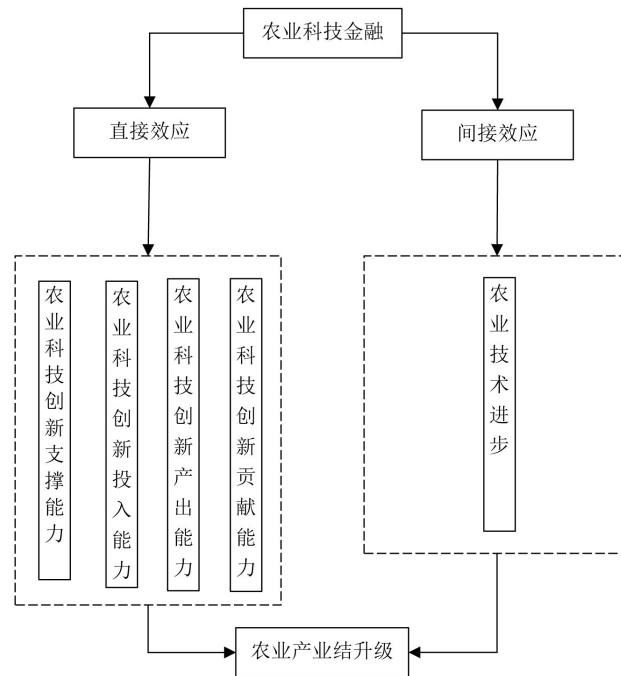 农业科技金融
直接效应
间接效应
农业科技创新支撑能力
农业科技创新投入能力
农业科技创新产出能力
农业科技创新贡献能力
农业技术进步
农业产业结升级